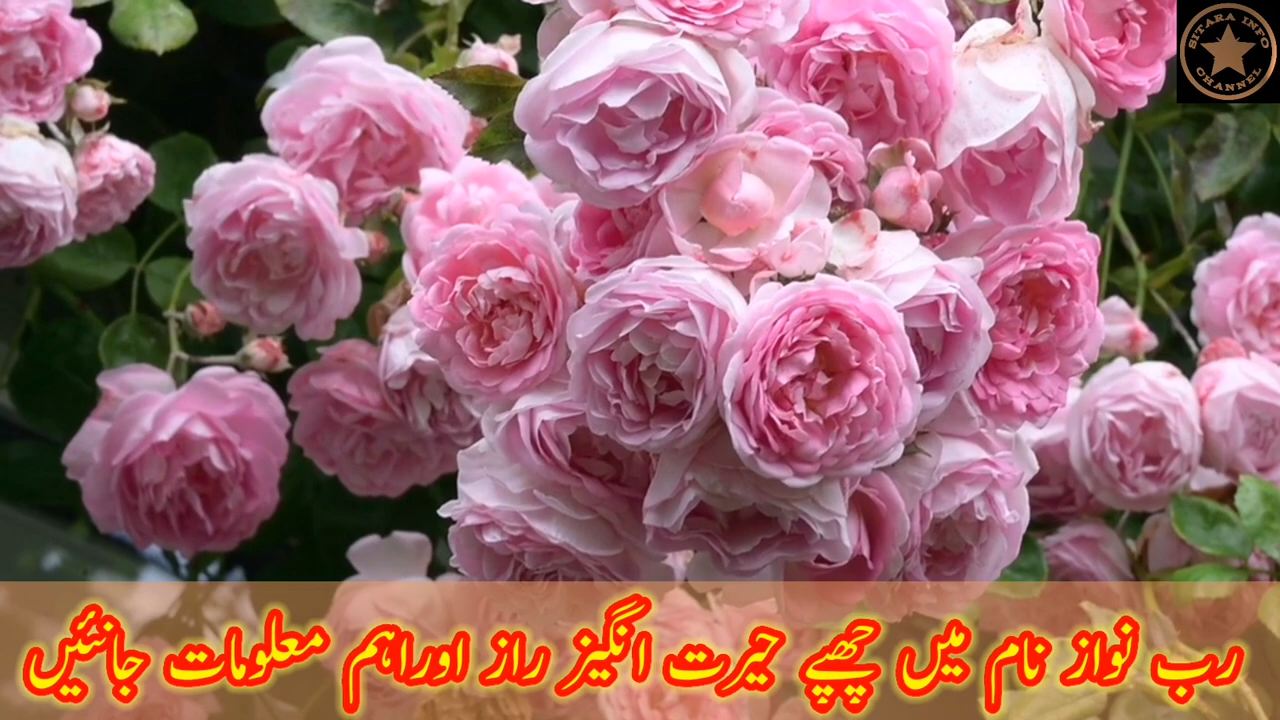 SITARA INFO
CHANNEL
رب نواز نام میں چھپے حیرت انگیز راز اوراہم معلومات جانئیں